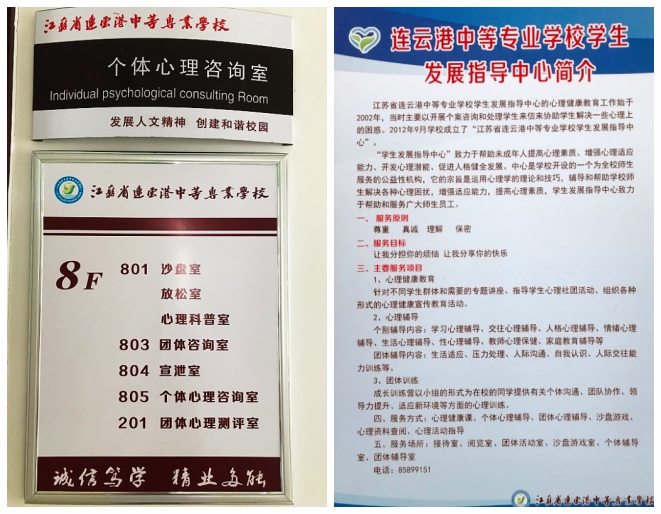 江苏省连云港中等专业学校
个体心理咨询室
Individual psychological consulting Room
发展人文精神 创建和谐校园
江苏省连云港中等专业学校
8F
801 沙盘室
放松室
心理科普室
803 团体咨询室
804 宣泄室
805 个体心理咨询室
201 团体心理测评室
诚信笃学 精业多能
连云港中等专业学校学生
发展指导中心简介
江苏省连云港中等专业学校学生发展指导中心的心理健康教育工作始于
2002年，当时主要以开展个案咨询和处理学生来信来协助学生解决一些心理上
的困惑。2012年9月学校成立了“江苏省连云港中等专业学校学生发展指导中
心”。
“学生发展指导中心”致力于帮助未成年人提高心理素质、增强心理适应
能力、开发心理潜能、促进人格健全发展。中心是学校开设的一个为全校师生
服务的公益性机构，它的宗旨是运用心理学的理论和技巧，辅导和帮助学校师
生解决各种心理困扰，增强适应能力，提高心理素质，学生发展指导中心致力
于帮助和服务广大师生员工。
一、 服务原则
尊重 真诚 理解 保密
二、服务目标
让我分担你的烦恼 让我分享你的快乐
三、主要服务项目
1、心理健康教育
针对不同学生群体和需要的专题讲座、指导学生心理社团活动、组织各种
形式的心理健康宣传教育活动。
2、心理辅导
个别辅导内容：学习心理辅导、交往心理辅导、人格心理辅导、情绪心理
辅导、生活心理辅导、性心理辅导、教师心理保健、家庭教育辅导等
团体辅导内容：生活适应、压力处理、人际沟通、自我认识、人际交往能
力训练等。
3、团体训练
成长训练营以小组的形式为在校的同学提供有关个体沟通、团队协作、领
导力提升、适应新环境等方面的心理训练。
四、服务方式：心理健康课、个体心理辅导、团体心理辅导、沙盘游戏、
心理资料查阅、心理活动指导
五、服务场所：接待室、阅览室、团体活动室、沙盘游戏室、个体辅导
室、团体辅导室
电话：85899151
江苏省连云港中等专业学校